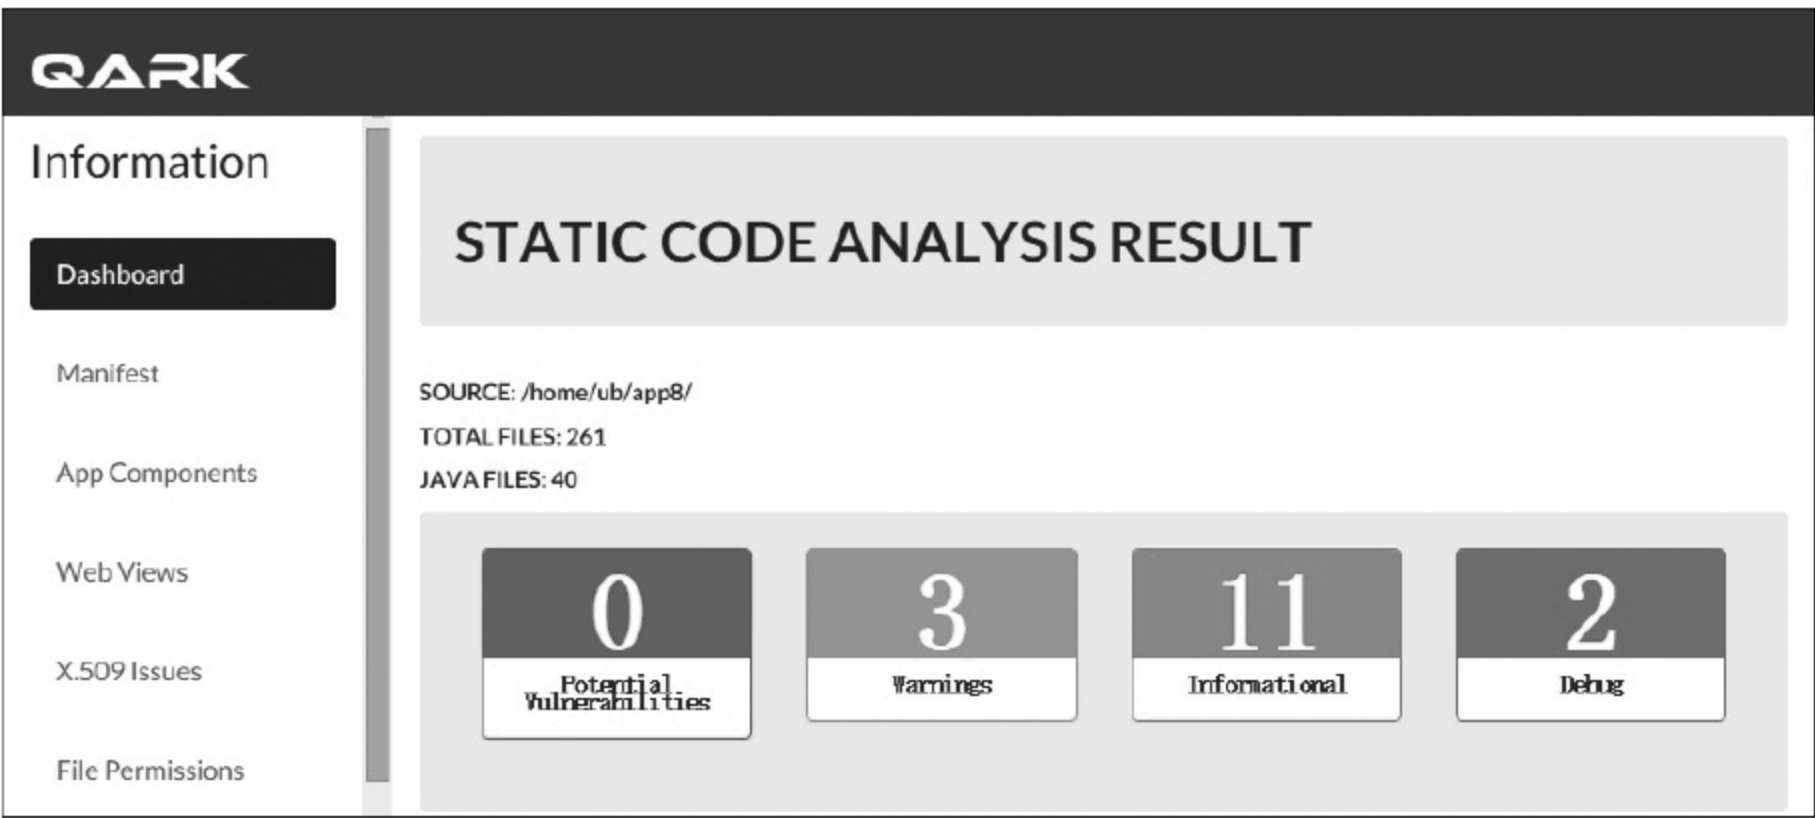 QARK
Information
Dashboard
Manifest
App Components
Web Views
X.509 Issues
File Permissions
STATIC CODE ANALYSIS RESULT
SOURCE: /home/ub/app8/
TOTAL FILES: 261
JAVA FILES: 40
0
Potential
Vulnerabilities
3
Warnings
11
Informational
2
Debug